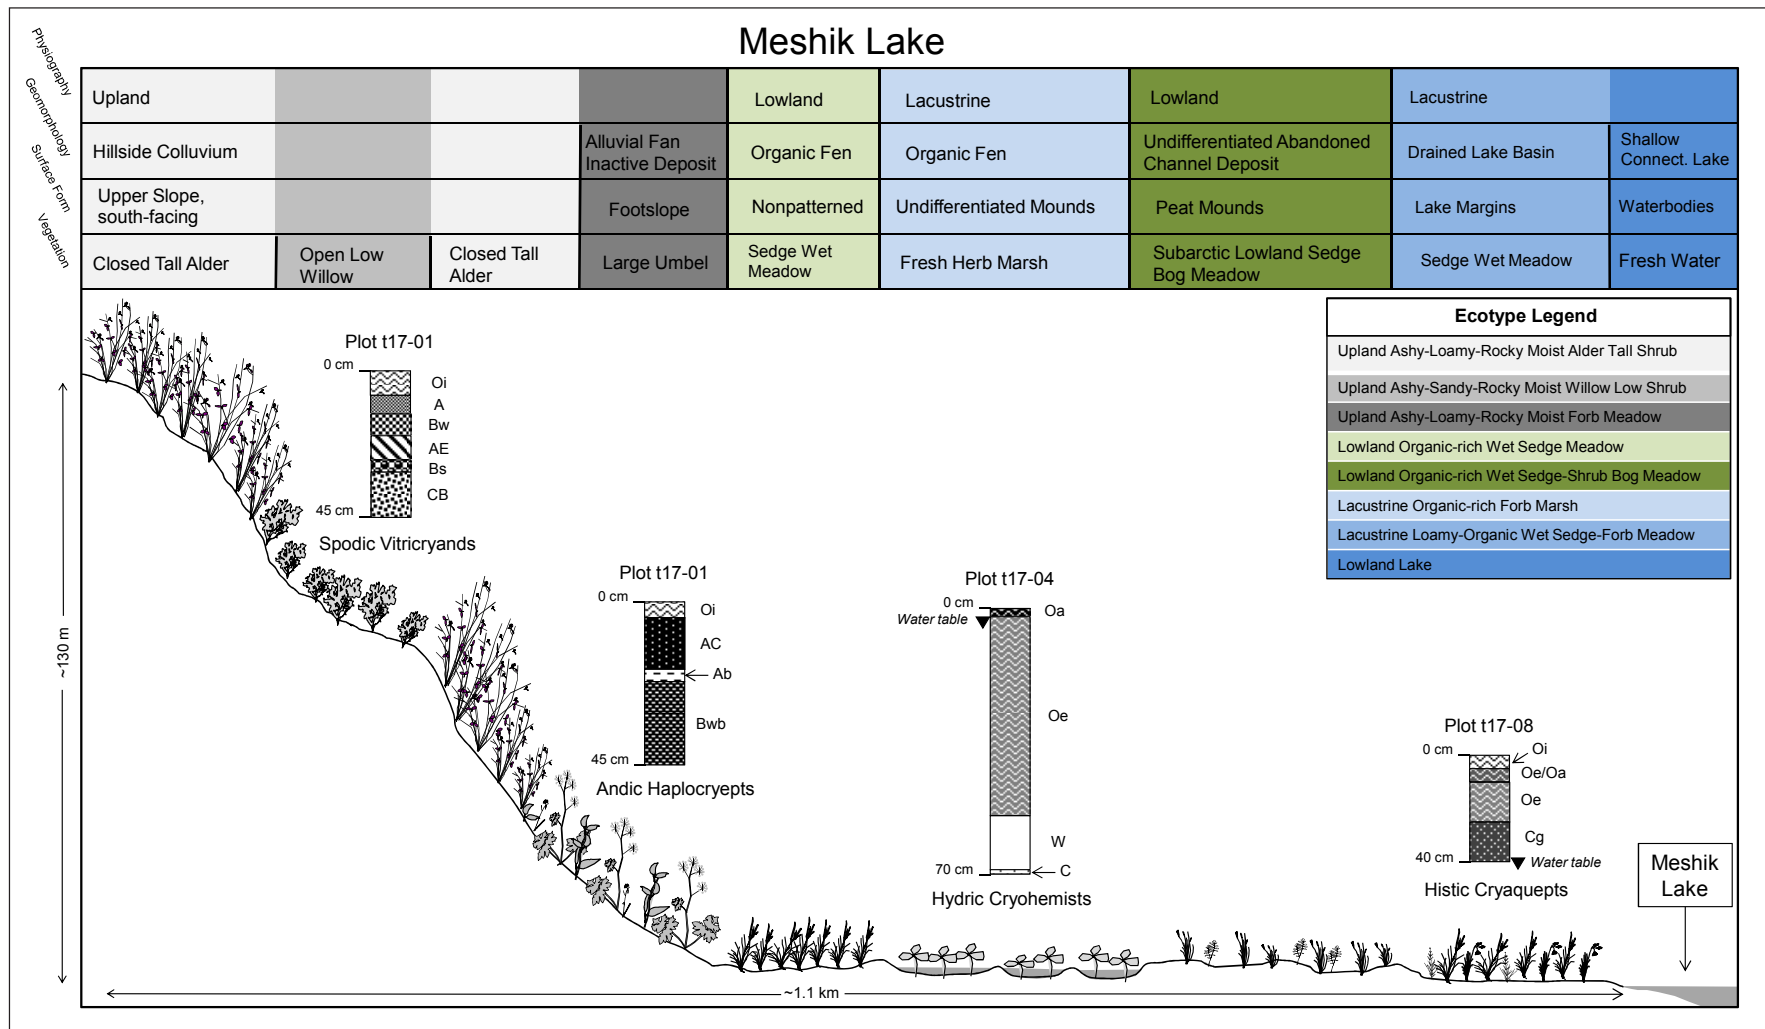 Meshik Lake
Physiography
Upland
Lowland
Lacustrine
Lowland
Lacustrine
Geomorphology
Hillside Colluvium
Alluvial Fan
Inactive Deposit
Organic Fen
Organic Fen
Undifferentiated Abandoned
Channel Deposit
Drained Lake Basin
Shallow
Connect. Lake
Surface Form
Upper Slope,
south-facing
Footslope
Nonpatterned
Undifferentiated Mounds
Peat Mounds
Lake Margins
Waterbodies
Vegetation
Closed Tall Alder
Open Low
Willow
Closed Tall
Alder
Large Umbel
Sedge Wet
Meadow
Fresh Herb Marsh
Subarctic Lowland Sedge
Bog Meadow
Sedge Wet Meadow
Fresh Water
Ecotype Legend
Upland Ashy-Loamy-Rocky Moist Alder Tall Shrub
Upland Ashy-Sandy-Rocky Moist Willow Low Shrub
Upland Ashy-Loamy-Rocky Moist Forb Meadow
Lowland Organic-rich Wet Sedge Meadow
Lowland Organic-rich Wet Sedge-Shrub Bog Meadow
Lacustrine Organic-rich Forb Marsh
Lacustrine Loamy-Organic Wet Sedge-Forb Meadow
Lowland Lake
Plot t17-01
0 cm
Oi
A
Bw
AE
Bs
CB
45 cm
Spodic Vitricryands
Plot t17-01
0 cm
Oi
AC
Ab
Bwb
45 cm
Andic Haplocryepts
Plot t17-04
0 cm
Oa
Water table
Oe
W
70 cm
C
Hydric Cryohemists
Plot t17-08
0 cm
Oi
Oe/Oa
Oe
Cg
40 cm
Water table
Histic Cryaquepts
Meshik
Lake
~130 m
~1.1 km